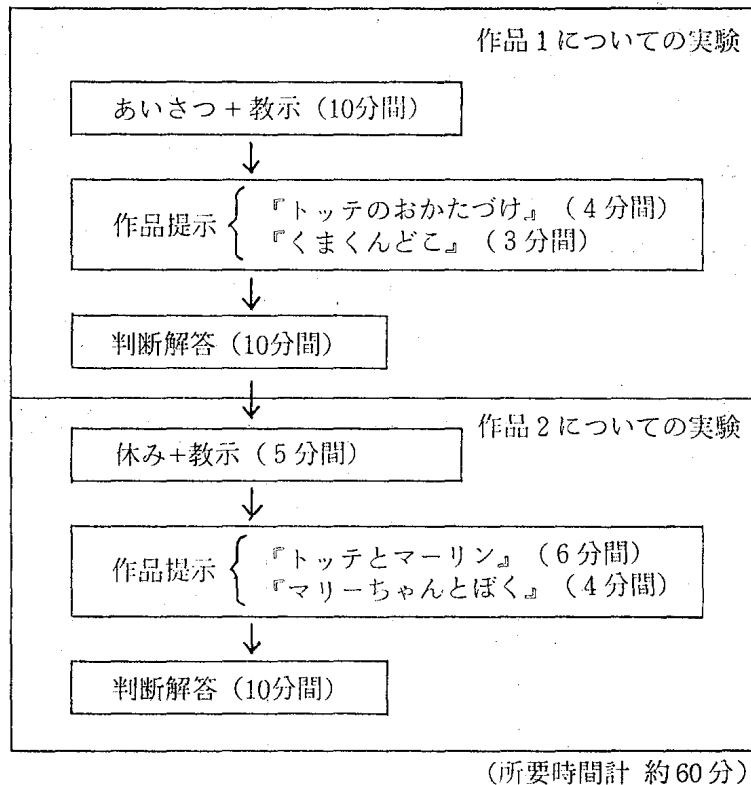 作品1についての実験
あいさつ+教示(10分間)
作品提示
『トッテのおかたづけ』(4分間)
『くまくんどこ』(3分間)
判断解答(10分間)
作品2についての実験
休み+教示(5分間)
作品提示
『トッテとマーリン』(6分間)
『マリーちゃんとぼく』(4分間)
判断解答(10分間)
(所要時間計 約60分)